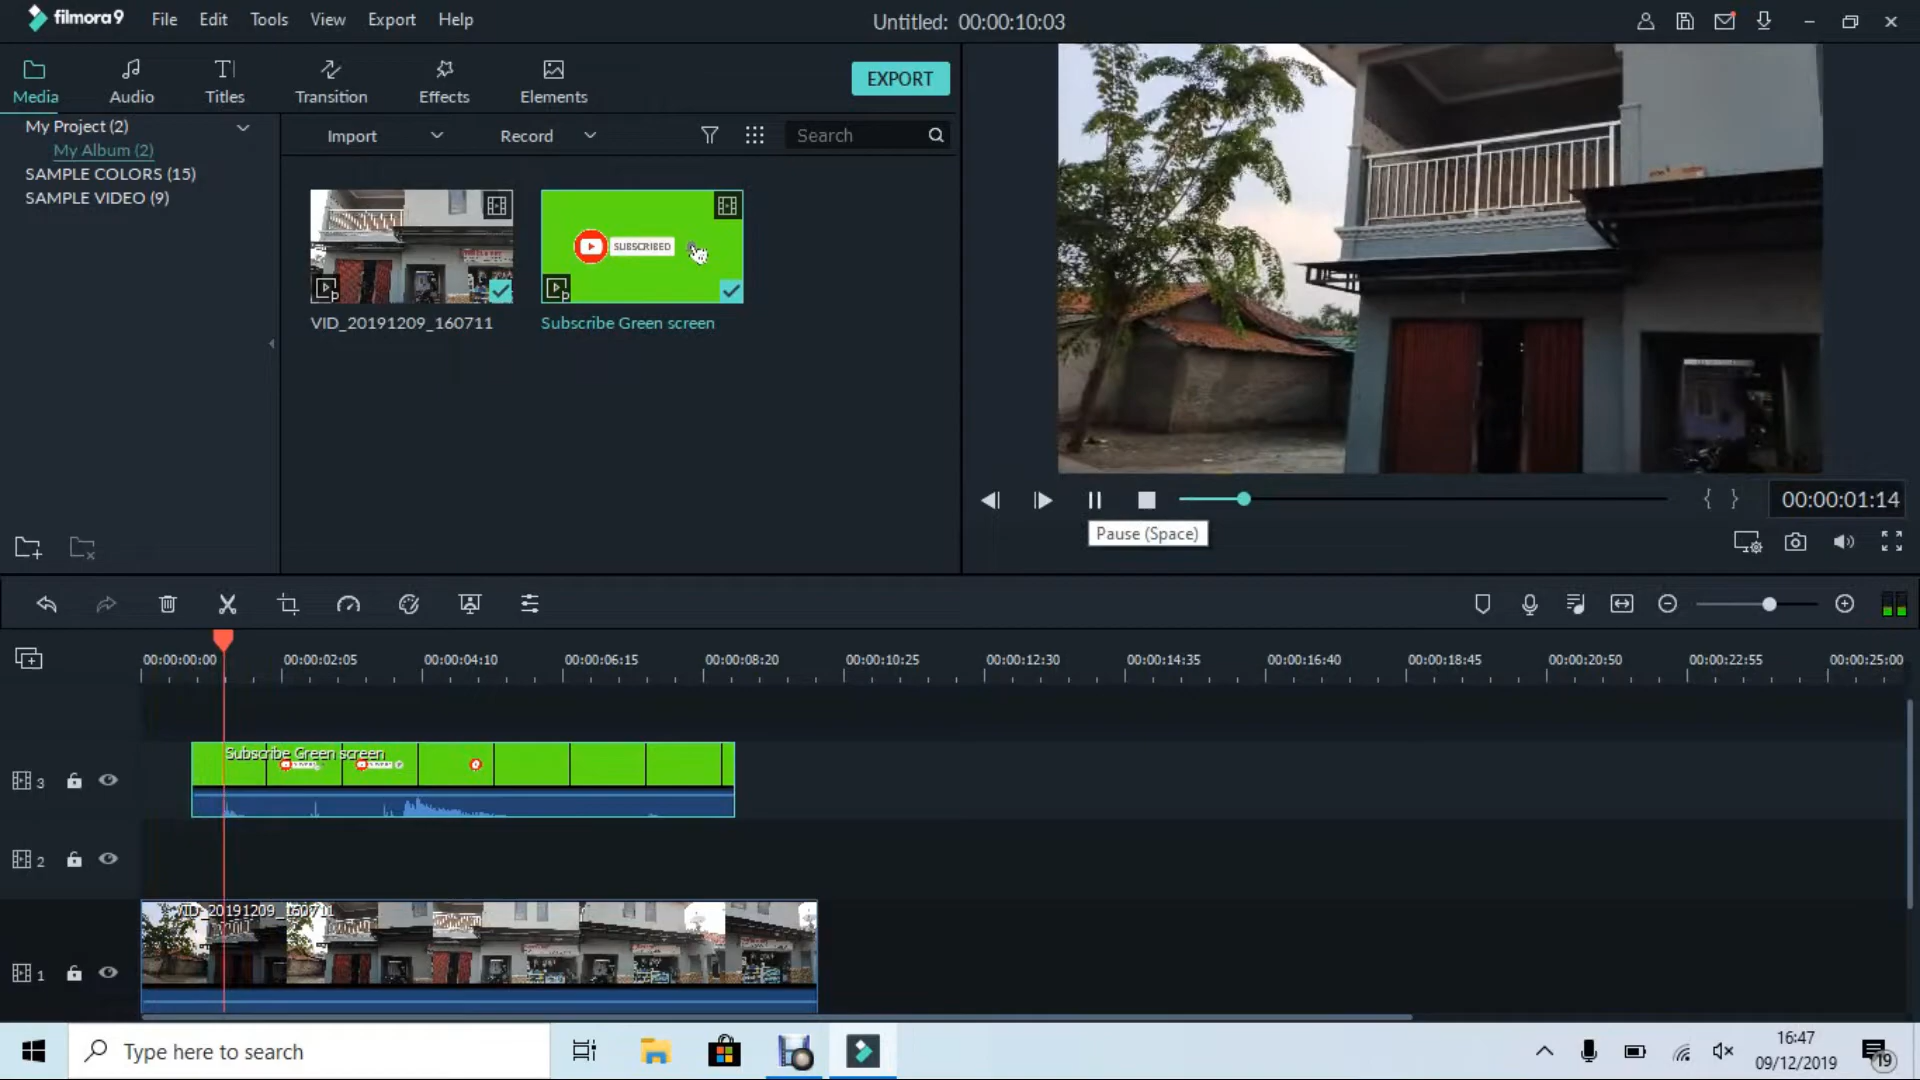 filmora9 File Edit Tools View Export Help Untitled: 00:00:10:03
Media Audio Titles Transition Effects Elements EXPORT
My Project (2)
My Album (2)
SAMPLE COLORS (15)
SAMPLE VIDEO (9)
Import Record Search
SUBSCRIBED
VID_20191209_160711 Subscribe Green screen
00:00:01:14
Pause (Space)
00:00:00:00 00:00:02:05 00:00:04:10 00:00:06:15 00:00:08:20 00:00:10:25 00:00:12:30 00:00:14:35 00:00:16:40 00:00:18:45 00:00:20:50 00:00:22:55 00:00:25:00
Subscribe Green screen
3
2
VID_20191209_160711
1
Type here to search
16:47
09/12/2019
19